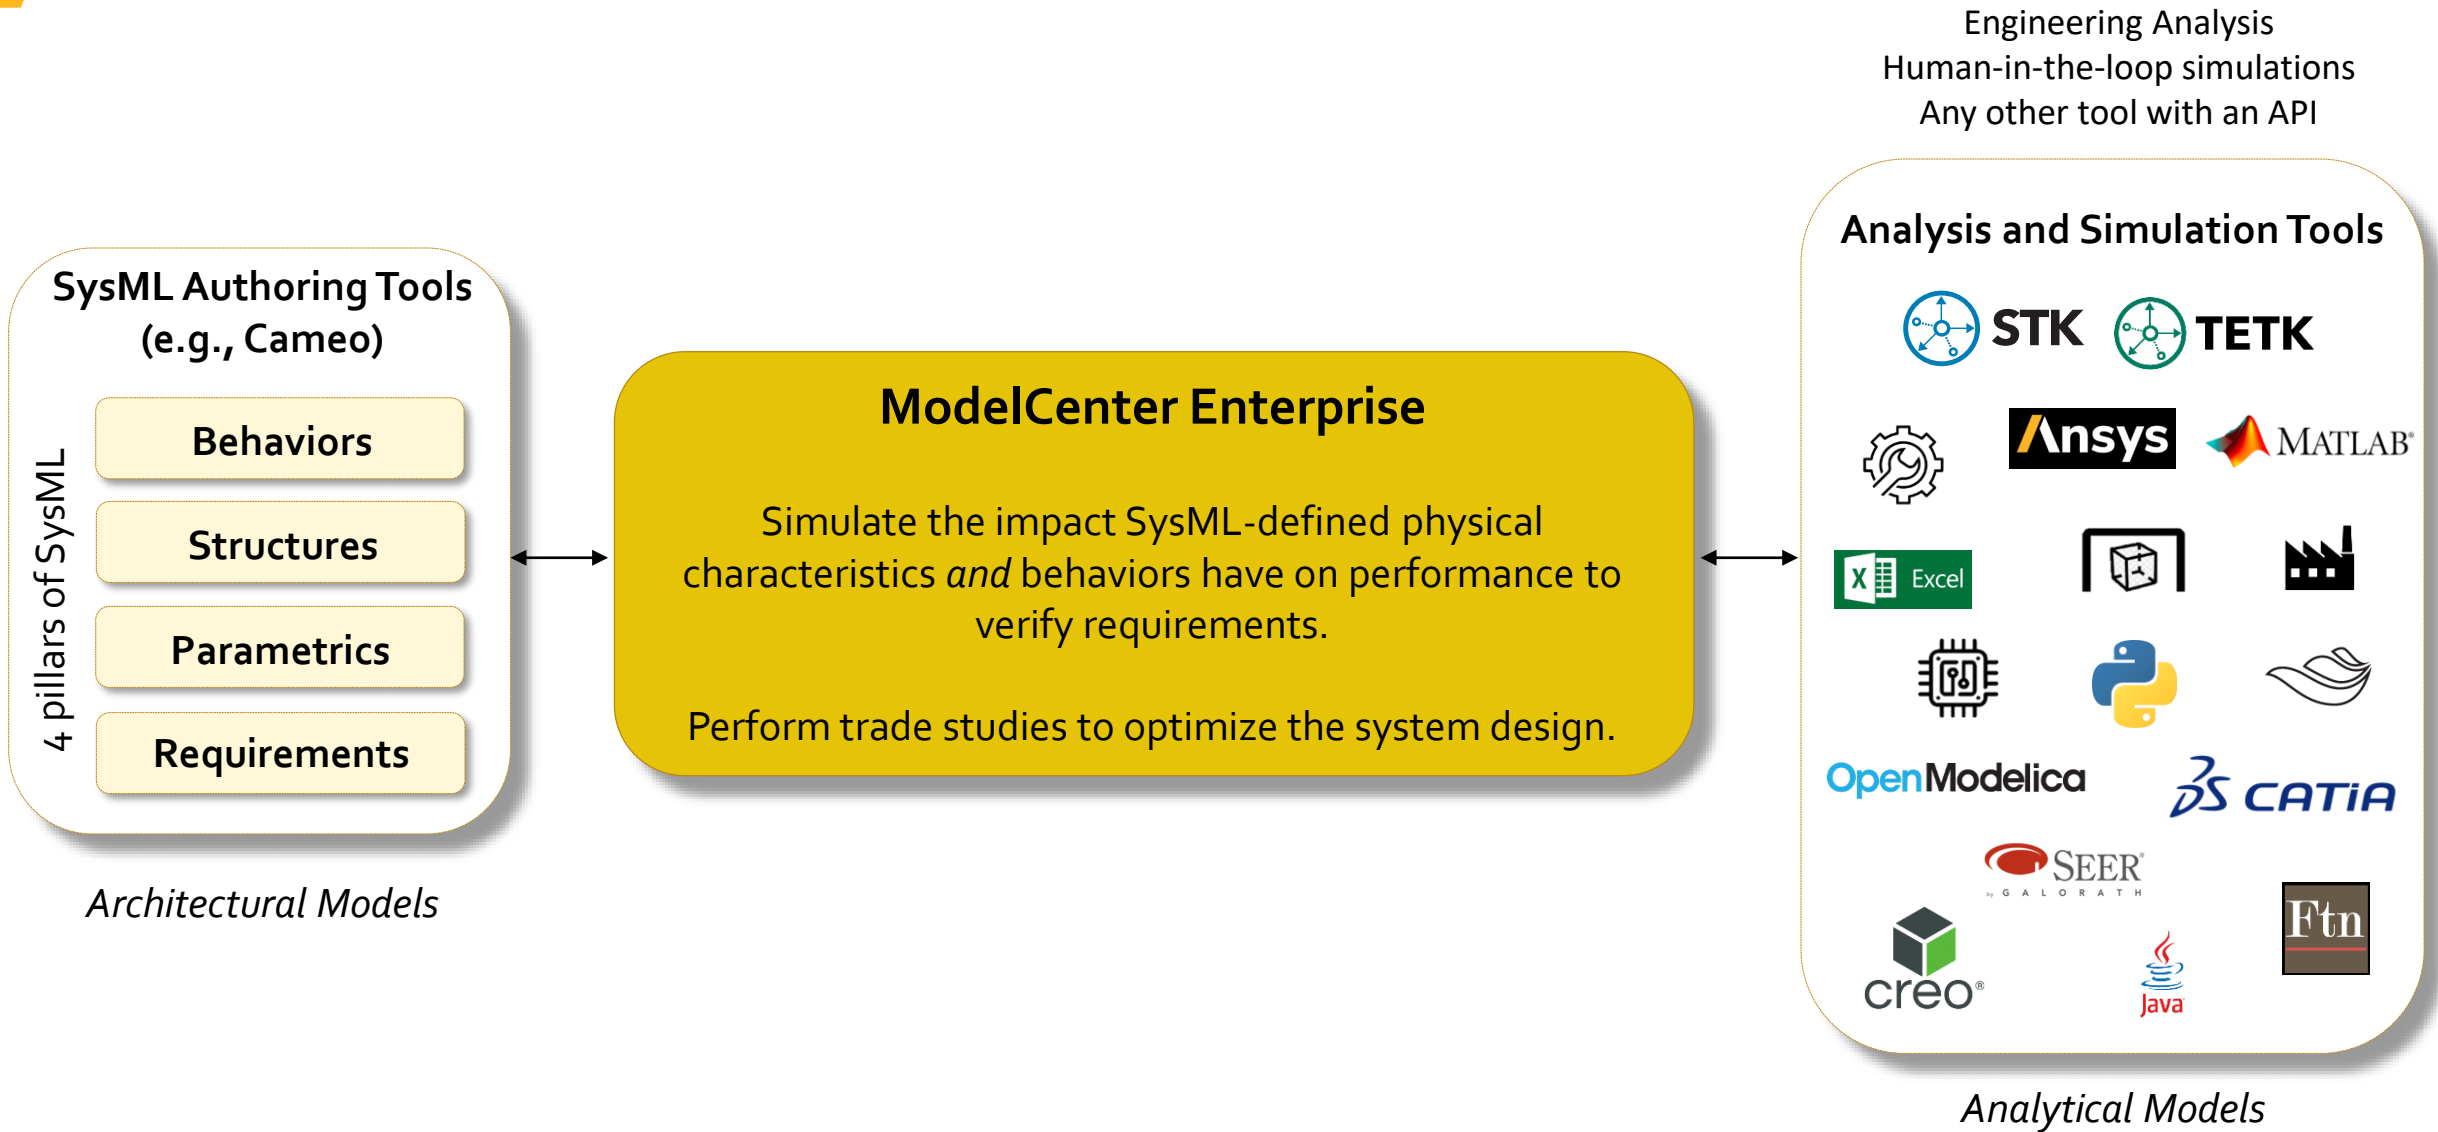 Engineering Analysis
Human-in-the-loop simulations
Any other tool with an API
SysML Authoring Tools
(e.g., Cameo)
4 pillars of SysML
Behaviors
Structures
Parametrics
Requirements
Architectural Models
ModelCenter Enterprise
Simulate the impact SysML-defined physical
characteristics and behaviors have on performance to
verify requirements.
Perform trade studies to optimize the system design.
Analysis and Simulation Tools
STK
TETK
Ansys
MATLAB®
X Excel
OpenModelica
3DS CATIA
SEER®
by GALORATH
creo®
Java
Ftn
Analytical Models